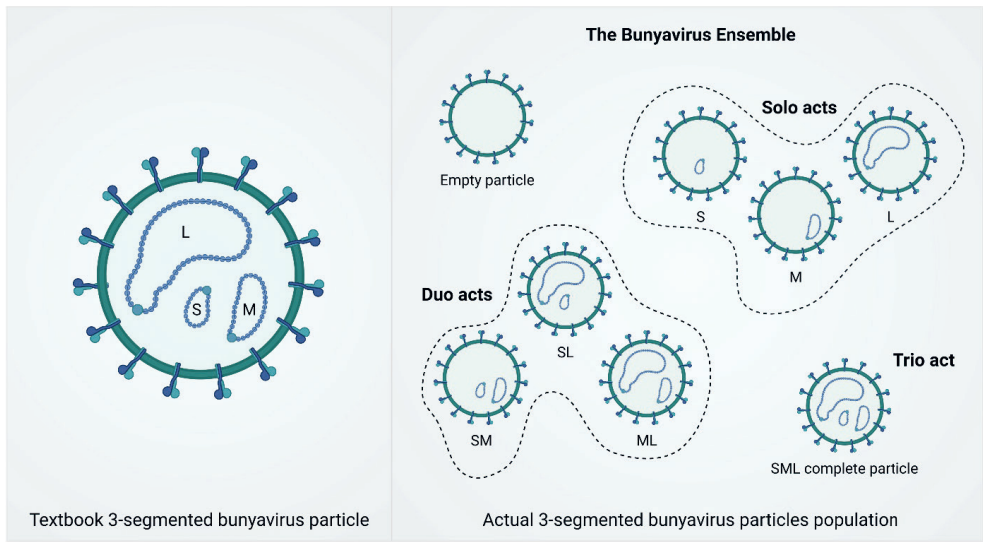 L
S
M
Textbook 3-segmented bunyavirus particle
The Bunyavirus Ensemble
Empty particle
Solo acts
S
M
L
Duo acts
SL
SM
ML
Trio act
SML complete particle
Actual 3-segmented bunyavirus particles population